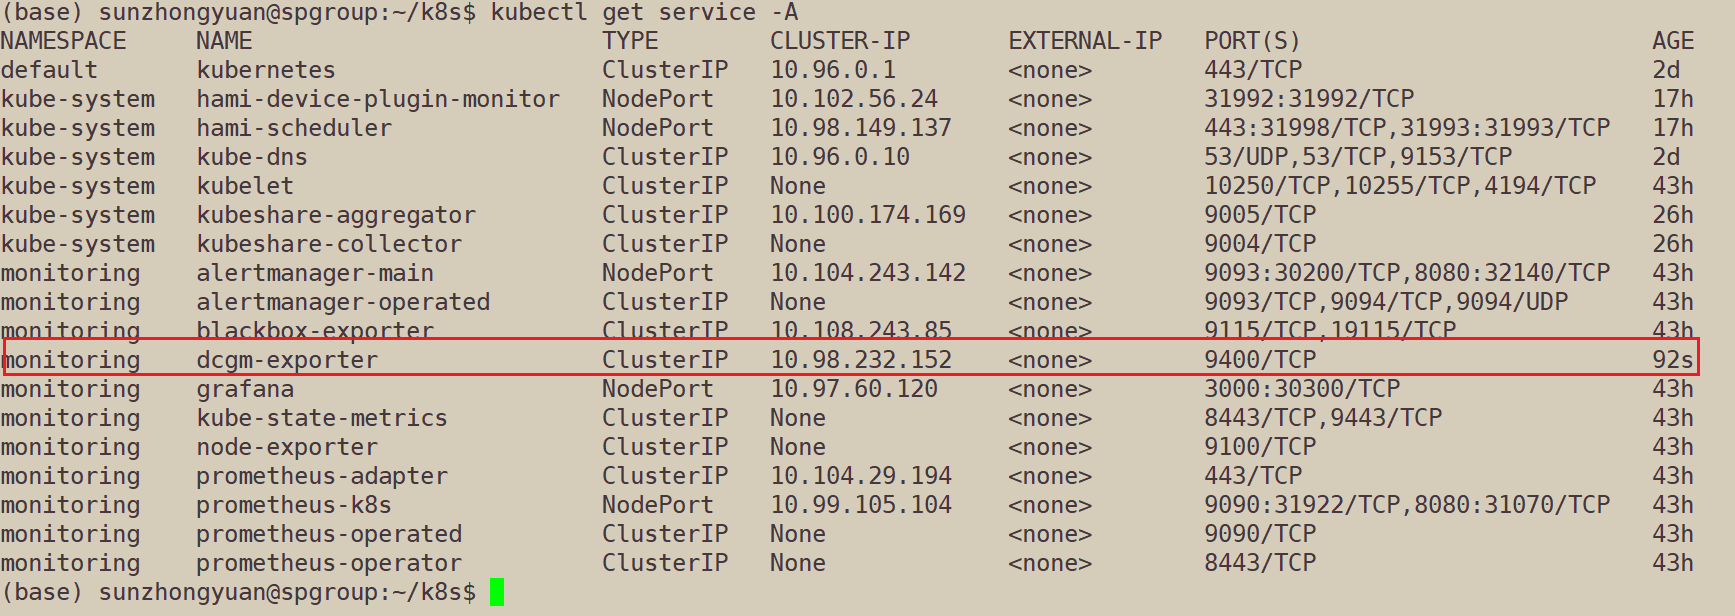 (base) sunzhongyuan@spgroup:~/k8s$ kubectl get service -A
NAMESPACE     NAME                         TYPE        CLUSTER-IP       EXTERNAL-IP   PORT(S)                         AGE
default       kubernetes                   ClusterIP   10.96.0.1        <none>        443/TCP                         2d
kube-system   hami-device-plugin-monitor   NodePort    10.102.56.24     <none>        31992:31992/TCP                 17h
kube-system   hami-scheduler               NodePort    10.98.149.137    <none>        443:31998/TCP,31993:31993/TCP   17h
kube-system   kube-dns                     ClusterIP   10.96.0.10       <none>        53/UDP,53/TCP,9153/TCP          2d
kube-system   kubelet                      ClusterIP   None             <none>        10250/TCP,10255/TCP,4194/TCP    43h
kube-system   kubeshare-aggregator         ClusterIP   10.100.174.169   <none>        9005/TCP                        26h
kube-system   kubeshare-collector          ClusterIP   None             <none>        9004/TCP                        26h
monitoring    alertmanager-main            NodePort    10.104.243.142   <none>        9093:30200/TCP,8080:32140/TCP   43h
monitoring    alertmanager-operated        ClusterIP   None             <none>        9093/TCP,9094/TCP,9094/UDP      43h
monitoring    blackbox-exporter            ClusterIP   10.108.243.85    <none>        9115/TCP,19115/TCP              43h
monitoring    dcgm-exporter                ClusterIP   10.98.232.152    <none>        9400/TCP                        92s
monitoring    grafana                      NodePort    10.97.60.120     <none>        3000:30300/TCP                  43h
monitoring    kube-state-metrics           ClusterIP   None             <none>        8443/TCP,9443/TCP               43h
monitoring    node-exporter                ClusterIP   None             <none>        9100/TCP                        43h
monitoring    prometheus-adapter           ClusterIP   10.104.29.194    <none>        443/TCP                         43h
monitoring    prometheus-k8s               NodePort    10.99.105.104    <none>        9090:31922/TCP,8080:31070/TCP   43h
monitoring    prometheus-operated          ClusterIP   None             <none>        9090/TCP                        43h
monitoring    prometheus-operator          ClusterIP   None             <none>        8443/TCP                        43h
(base) sunzhongyuan@spgroup:~/k8s$